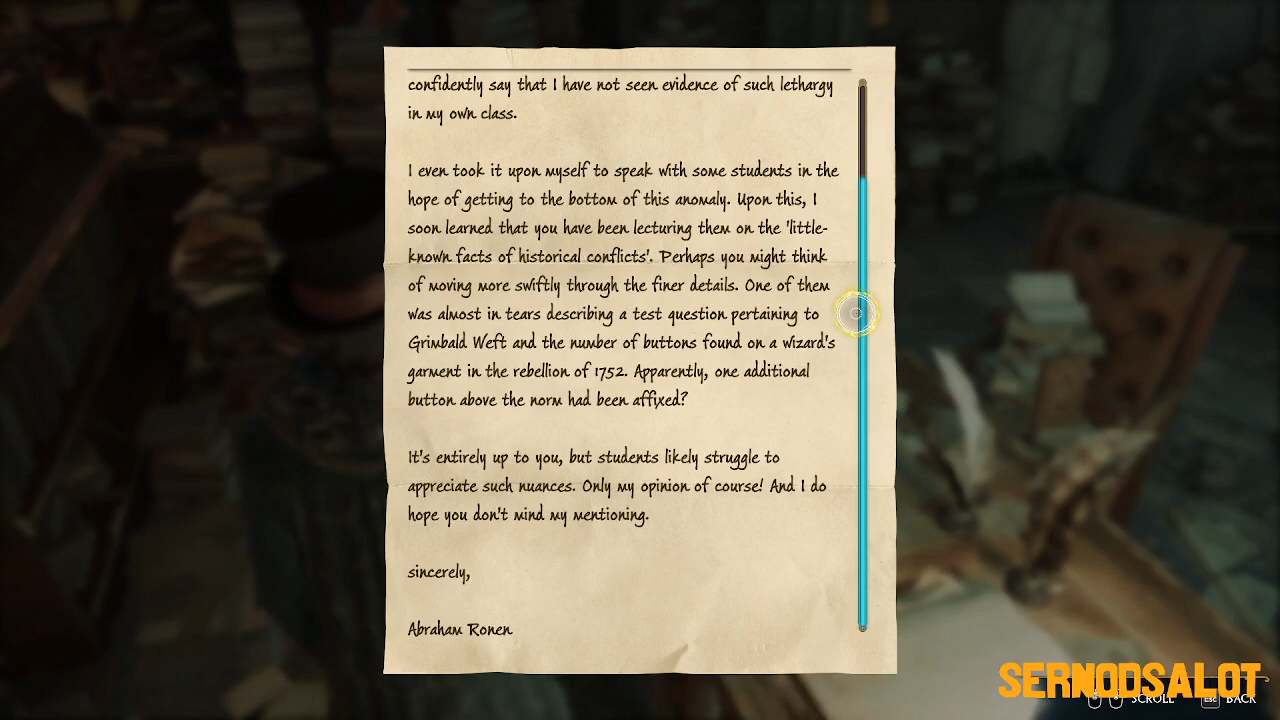 confidently say that I have not seen evidence of such lethargy
in my own class.
I even took it upon myself to speak with some students in the
hope of getting to the bottom of this anomaly. Upon this, I
soon learned that you have been lecturing them on the 'little-
known facts of historical conflicts'. Perhaps you might think
of moving more swiftly through the finer details. One of them
was almost in tears describing a test question pertaining to
Grimbald Weft and the number of buttons found on a wizard's
garment in the rebellion of 1752. Apparently, one additional
button above the norm had been affixed?
It's entirely up to you, but students likely struggle to
appreciate such nuances. Only my opinion of course! And I do
hope you don't mind my mentioning.
sincerely,
Abraham Ronen
SERNODSALOT
SCROLL ESC BACK